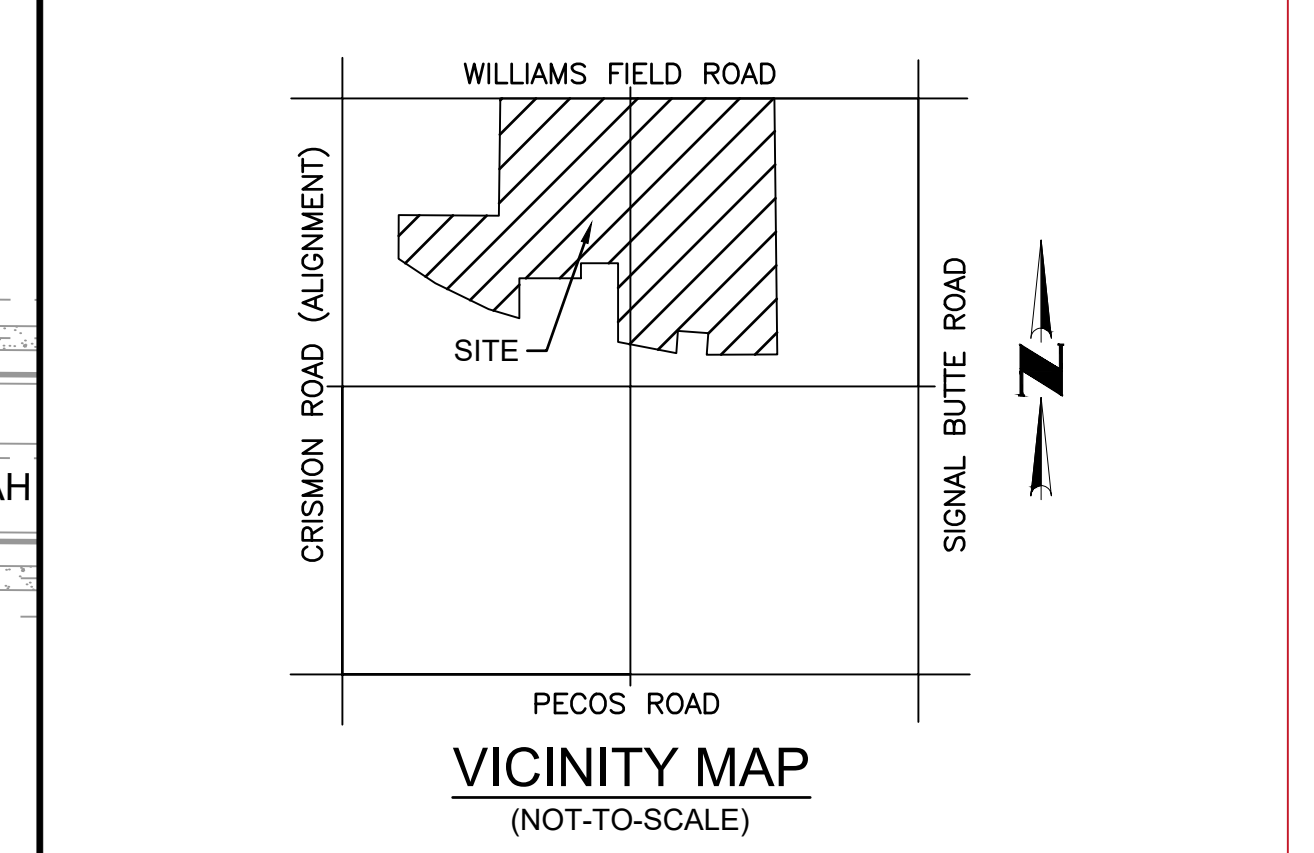 WILLIAMS FIELD ROAD
CRISMON ROAD (ALIGNMENT)
SITE
SIGNAL BUTTE ROAD
N
AH
PECOS ROAD
VICINITY MAP
(NOT-TO-SCALE)